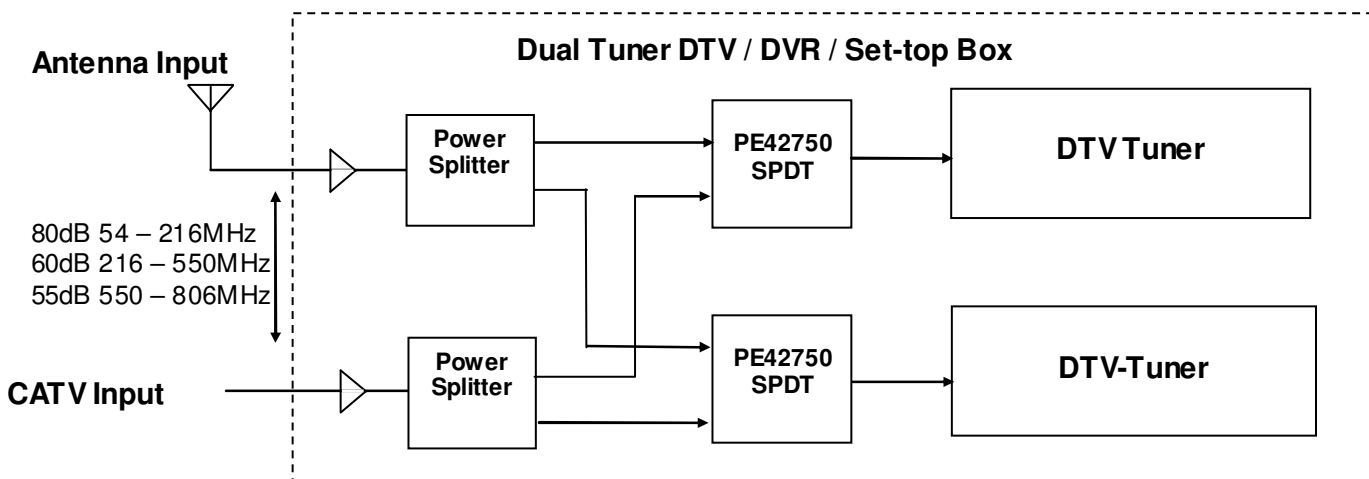 Dual Tuner DTV / DVR / Set-top Box
Antenna Input
Power
Splitter
PE42750
SPDT
DTV Tuner
80dB 54 – 216MHz
60dB 216 – 550MHz
55dB 550 – 806MHz
CATV Input
Power
Splitter
PE42750
SPDT
DTV-Tuner